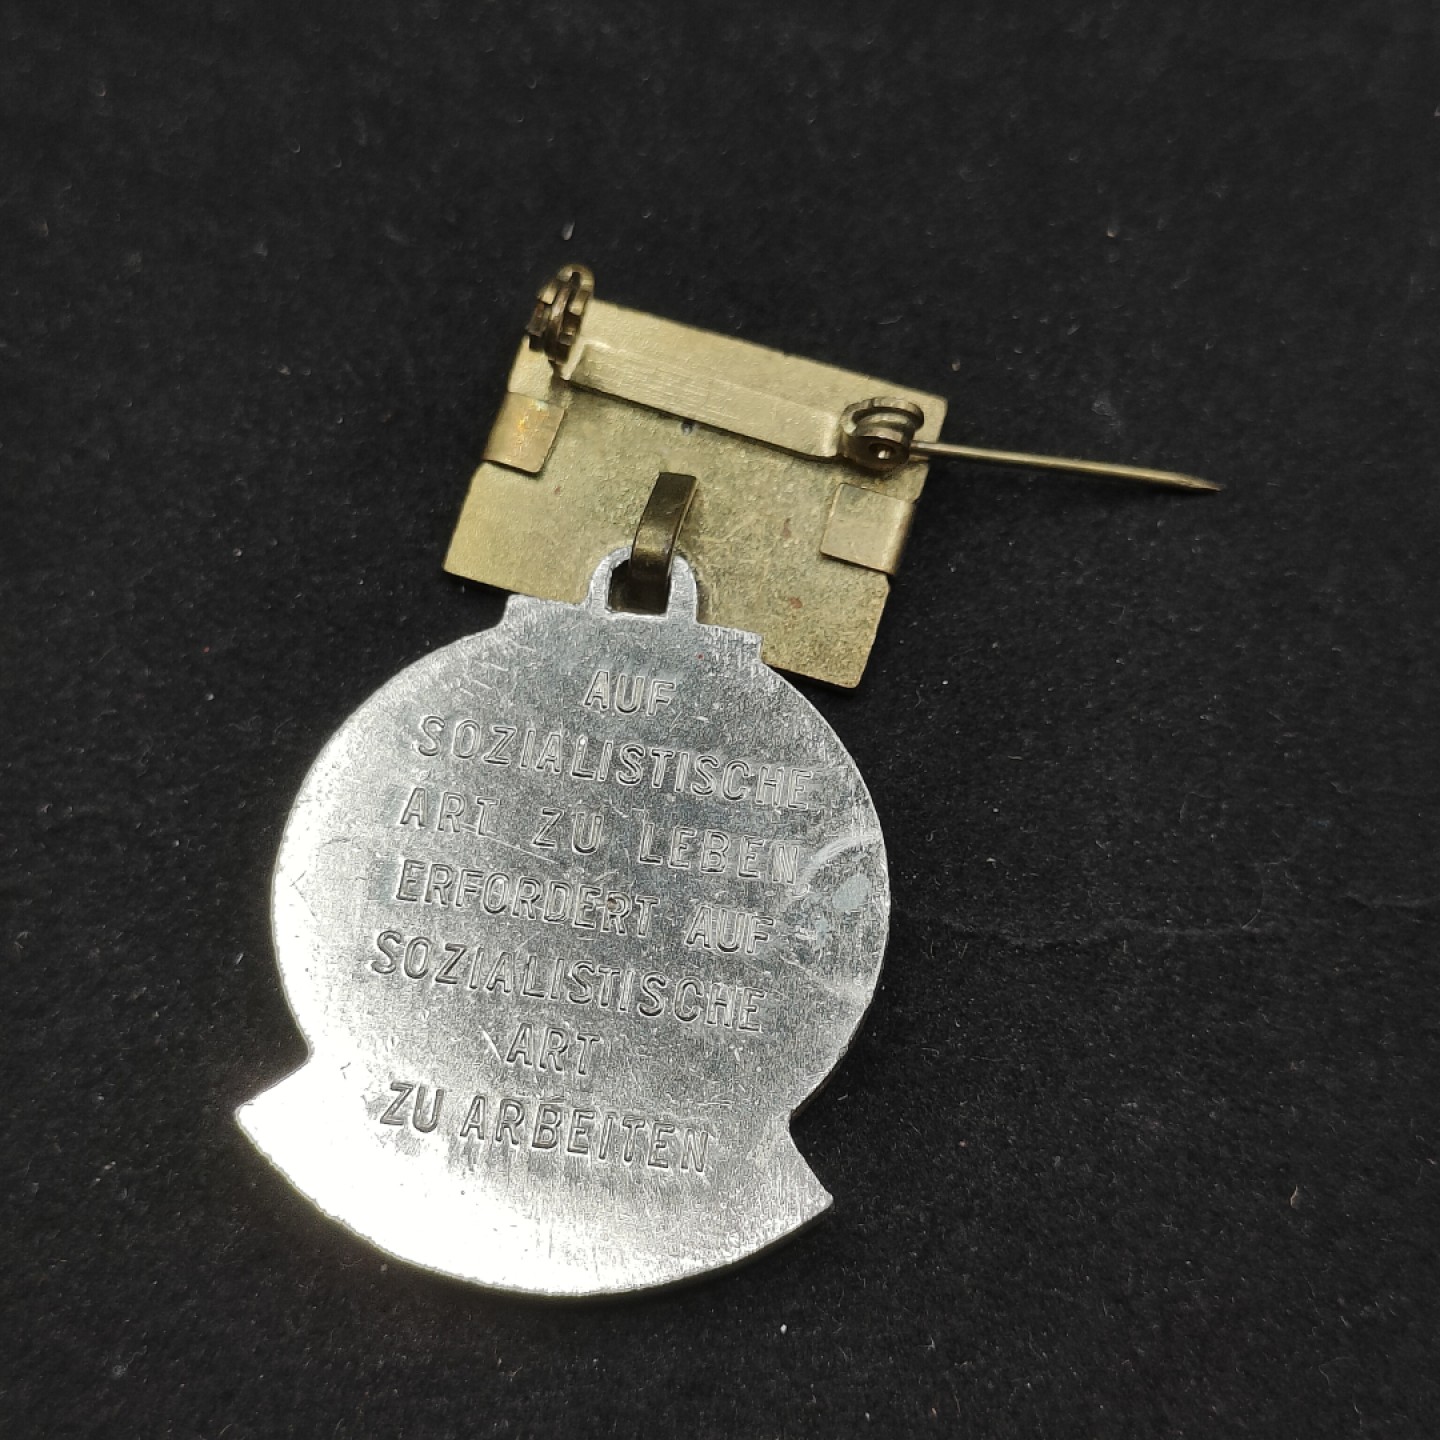 AUF
SOZIALISTISCHE
ART ZU LEBEN
ERFORDERT AUF
SOZIALISTISCHE
ART
ZU ARBEITEN